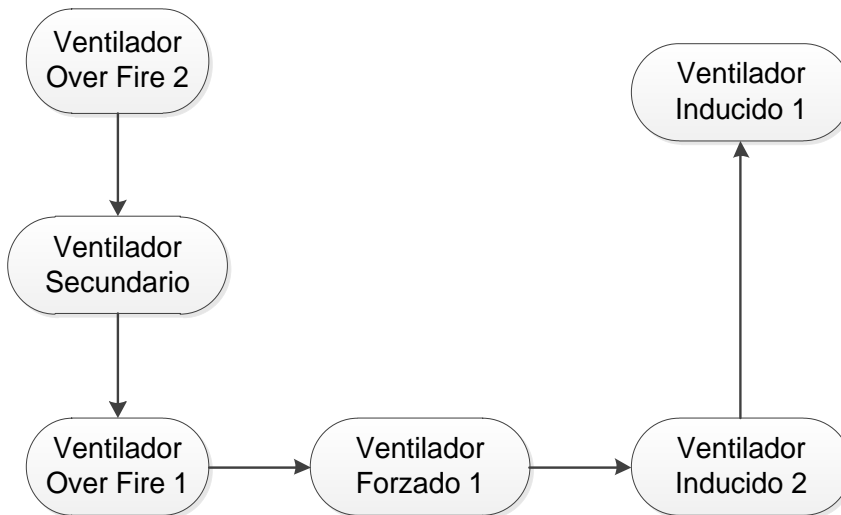 Ventilador
Over Fire 2
Ventilador
Inducido 1
Ventilador
Secundario
Ventilador
Over Fire 1
Ventilador
Forzado 1
Ventilador
Inducido 2